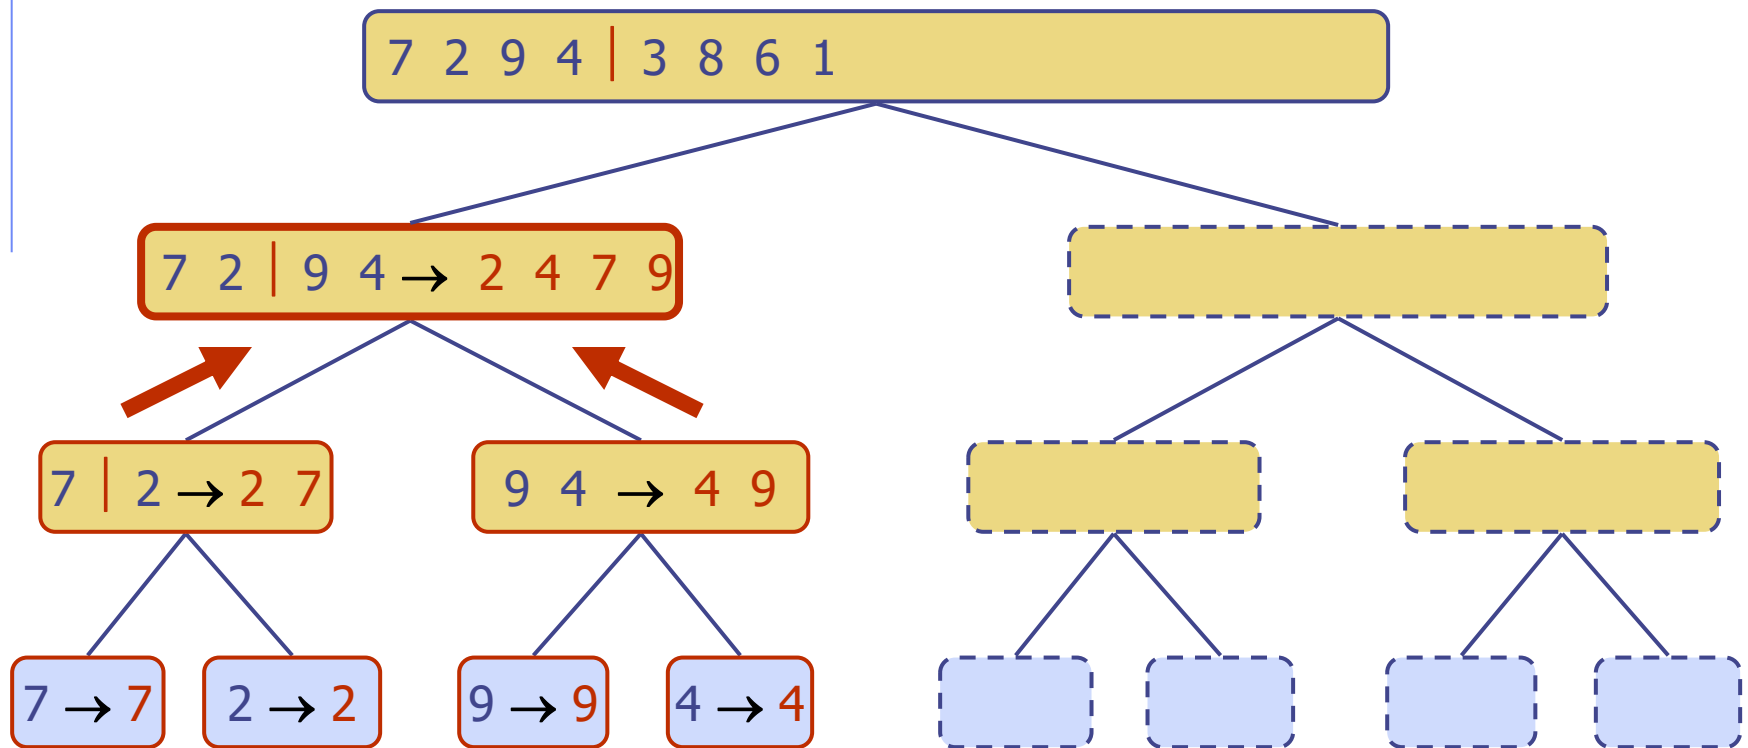 7 2 9 4 | 3 8 6 1
7 2 | 9 4 → 2 4 7 9
7 | 2 → 2 7
9 4 → 4 9
7 → 7
2 → 2
9 → 9
4 → 4